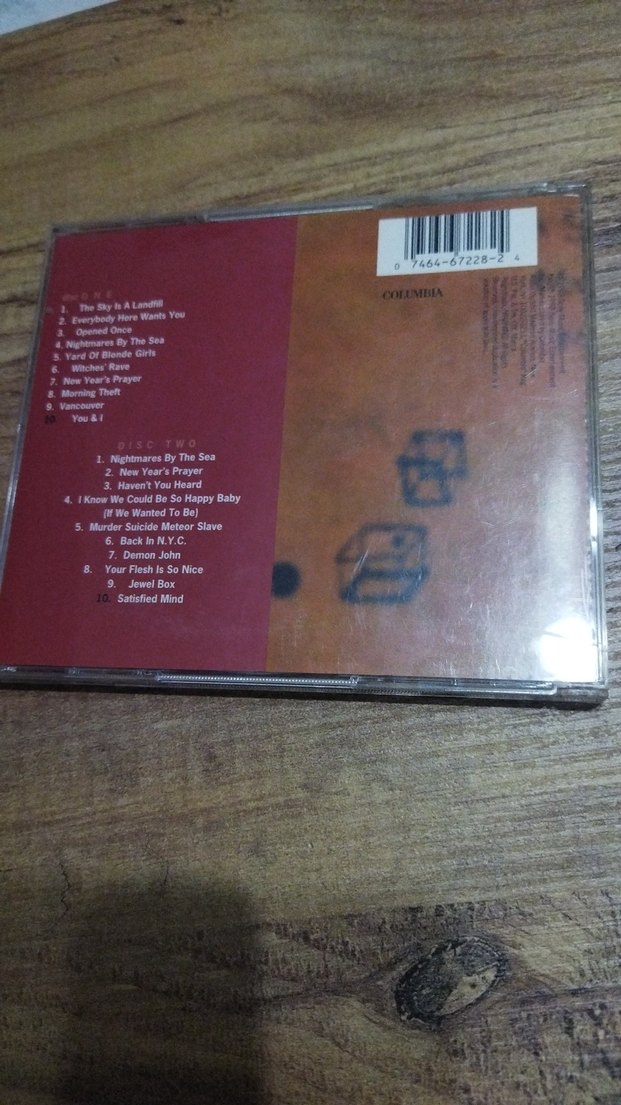 ONE
1. The Sky Is A Landfill
2. Everybody Here Wants You
3. Opened Once
4. Nightmares By The Sea
5. Yard Of Blonde Girls
6. Witches' Rave
7. New Year's Prayer
8. Morning Theft
9. Vancouver
10. You & I
DISC TWO
1. Nightmares By The Sea
2. New Year's Prayer
3. Haven't You Heard
4. I Know We Could Be So Happy Baby
(If We Wanted To Be)
5. Murder Suicide Meteor Slave
6. Back In N.Y.C.
7. Demon John
8. Your Flesh Is So Nice
9. Jewel Box
10. Satisfied Mind
0 7464-67228-2 4
COLUMBIA